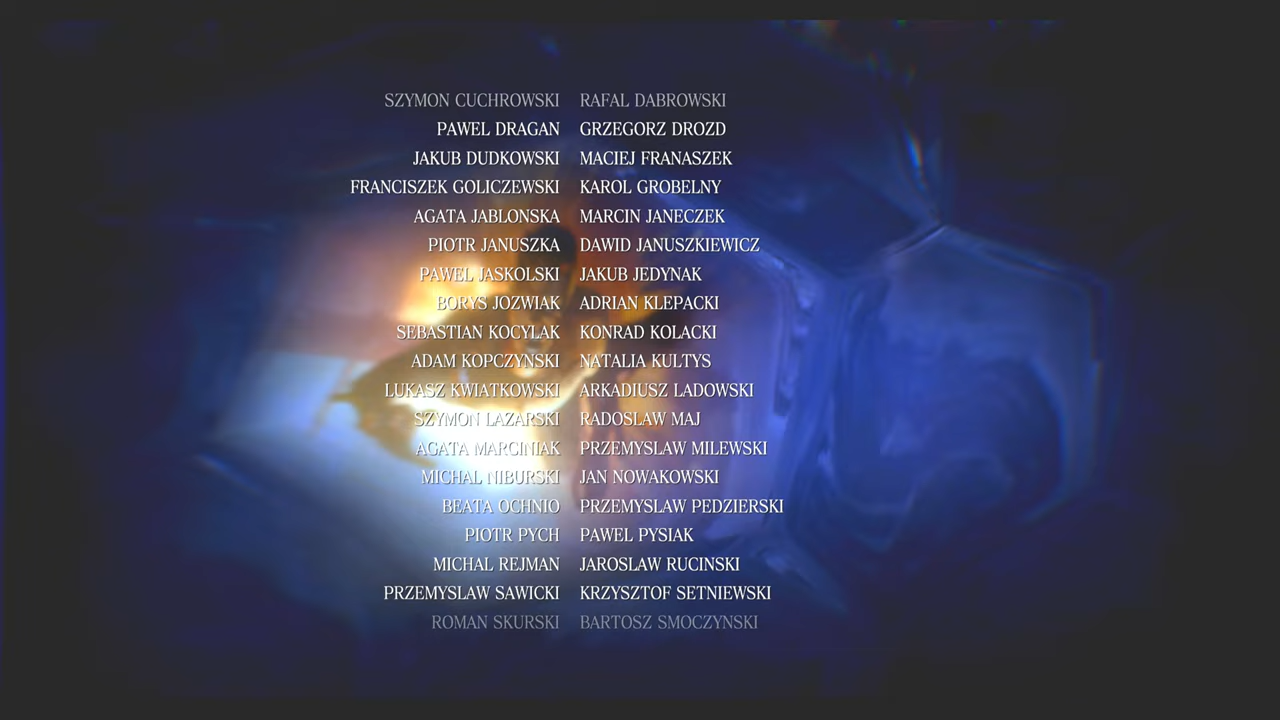 SZYMON CUCHROWSKI RAFAL DABROWSKI
PAWEL DRAGAN GRZEGORZ DROZD
JAKUB DUDKOWSKI MACIEJ FRANASZEK
FRANCISZEK GOLICZEWSKI KAROL GROBELNY
AGATA JABLONSKA MARCIN JANECZEK
PIOTR JANUSZKA DAWID JANUSZKIEWICZ
PAWEL JASKOLSKI JAKUB JEDYNAK
BORYS JOZWIAK ADRIAN KLEPACKI
SEBASTIAN KOCYLAK KONRAD KOLACKI
ADAM KOPCZYNSKI NATALIA KULTYS
LUKASZ KWIATKOWSKI ARKADIUSZ LADOWSKI
SZYMON LAZARSKI RADOSLAW MAJ
AGATA MARCINIAK PRZEMYSLAW MILEWSKI
MICHAL NIBURSKI JAN NOWAKOWSKI
BEATA OCHNIO PRZEMYSLAW PEDZIERSKI
PIOTR PYCH PAWEL PYSIAK
MICHAL REJMAN JAROSLAW RUCINSKI
PRZEMYSLAW SAWICKI KRZYSZTOF SETNIEWSKI
ROMAN SKURSKI BARTOSZ SMOCZYNSKI